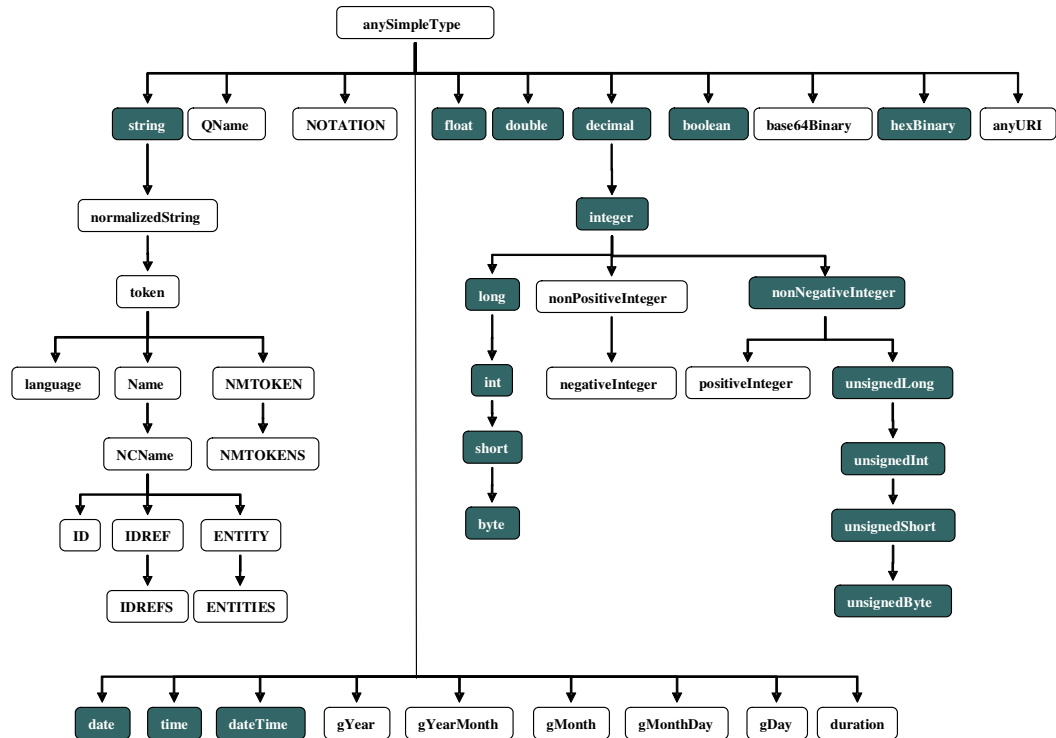 anySimpleType
string QName NOTATION float double decimal boolean base64Binary hexBinary anyURI
normalizedString integer
token long nonPositiveInteger nonNegativeInteger
language Name NMTOKEN int negativeInteger positiveInteger unsignedLong
NCName NMTOKENS short unsignedInt
ID IDREF ENTITY byte unsignedShort
IDREFS ENTITIES unsignedByte
date time dateTime gYear gYearMonth gMonth gMonthDay gDay duration